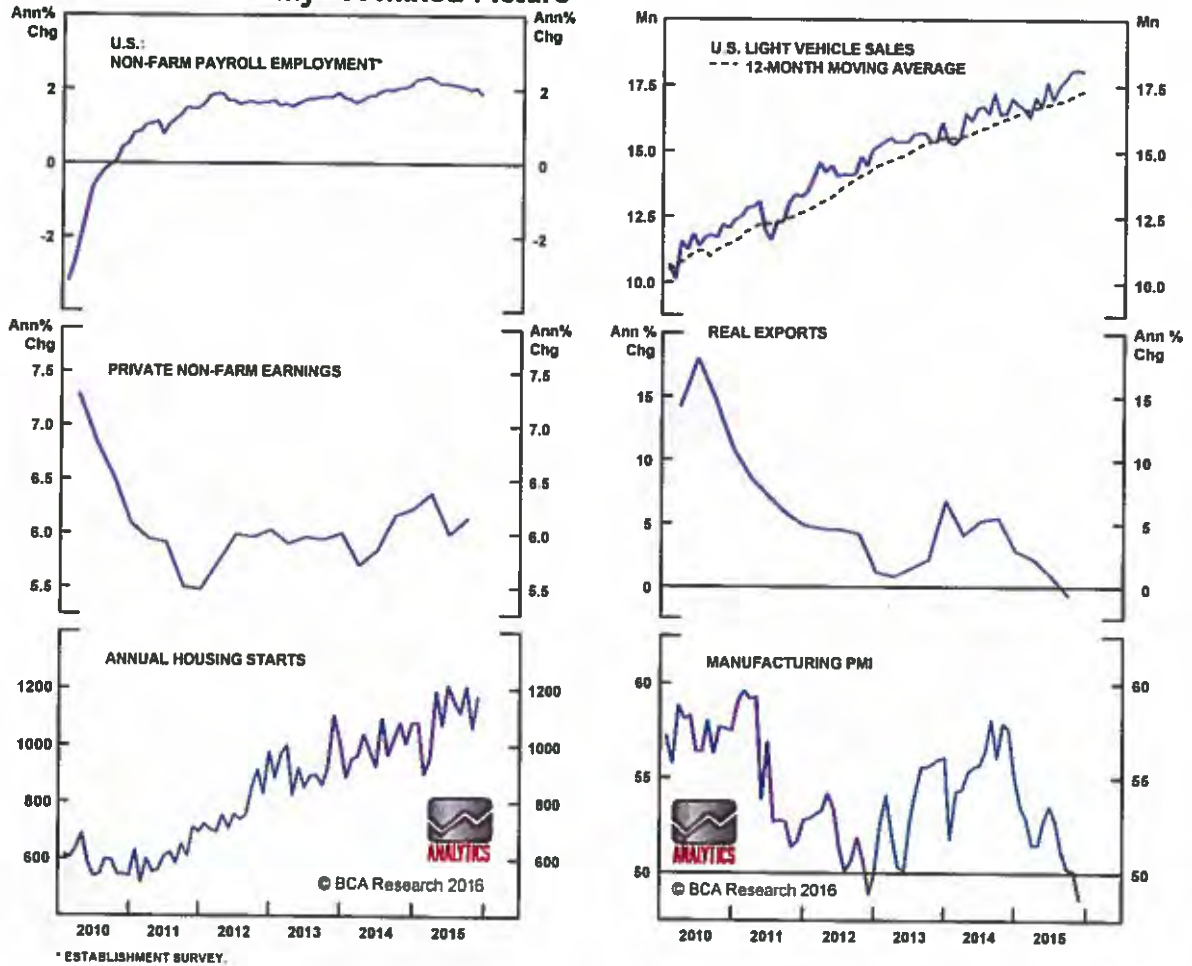 Ann%
Chg
Ann%
Chg
U.S.:
NON-FARM PAYROLL EMPLOYMENT*
2
0
-2
2
0
-2
Mn
Mn
U.S. LIGHT VEHICLE SALES
12-MONTH MOVING AVERAGE
17.5
15.0
12.5
10.0
17.5
15.0
12.5
10.0
Ann%
Chg
Ann%
Chg
PRIVATE NON-FARM EARNINGS
7.5
7.0
6.5
6.0
5.5
7.5
7.0
6.5
6.0
5.5
Ann %
Chg
Ann %
Chg
REAL EXPORTS
15
10
5
0
15
10
5
0
ANNUAL HOUSING STARTS
1200
1000
800
600
1200
1000
800
600
ANALYTICS
© BCA Research 2016
2010 2011 2012 2013 2014 2015
MANUFACTURING PMI
60
55
50
60
55
50
ANALYTICS
© BCA Research 2016
2010 2011 2012 2013 2014 2015
* ESTABLISHMENT SURVEY.